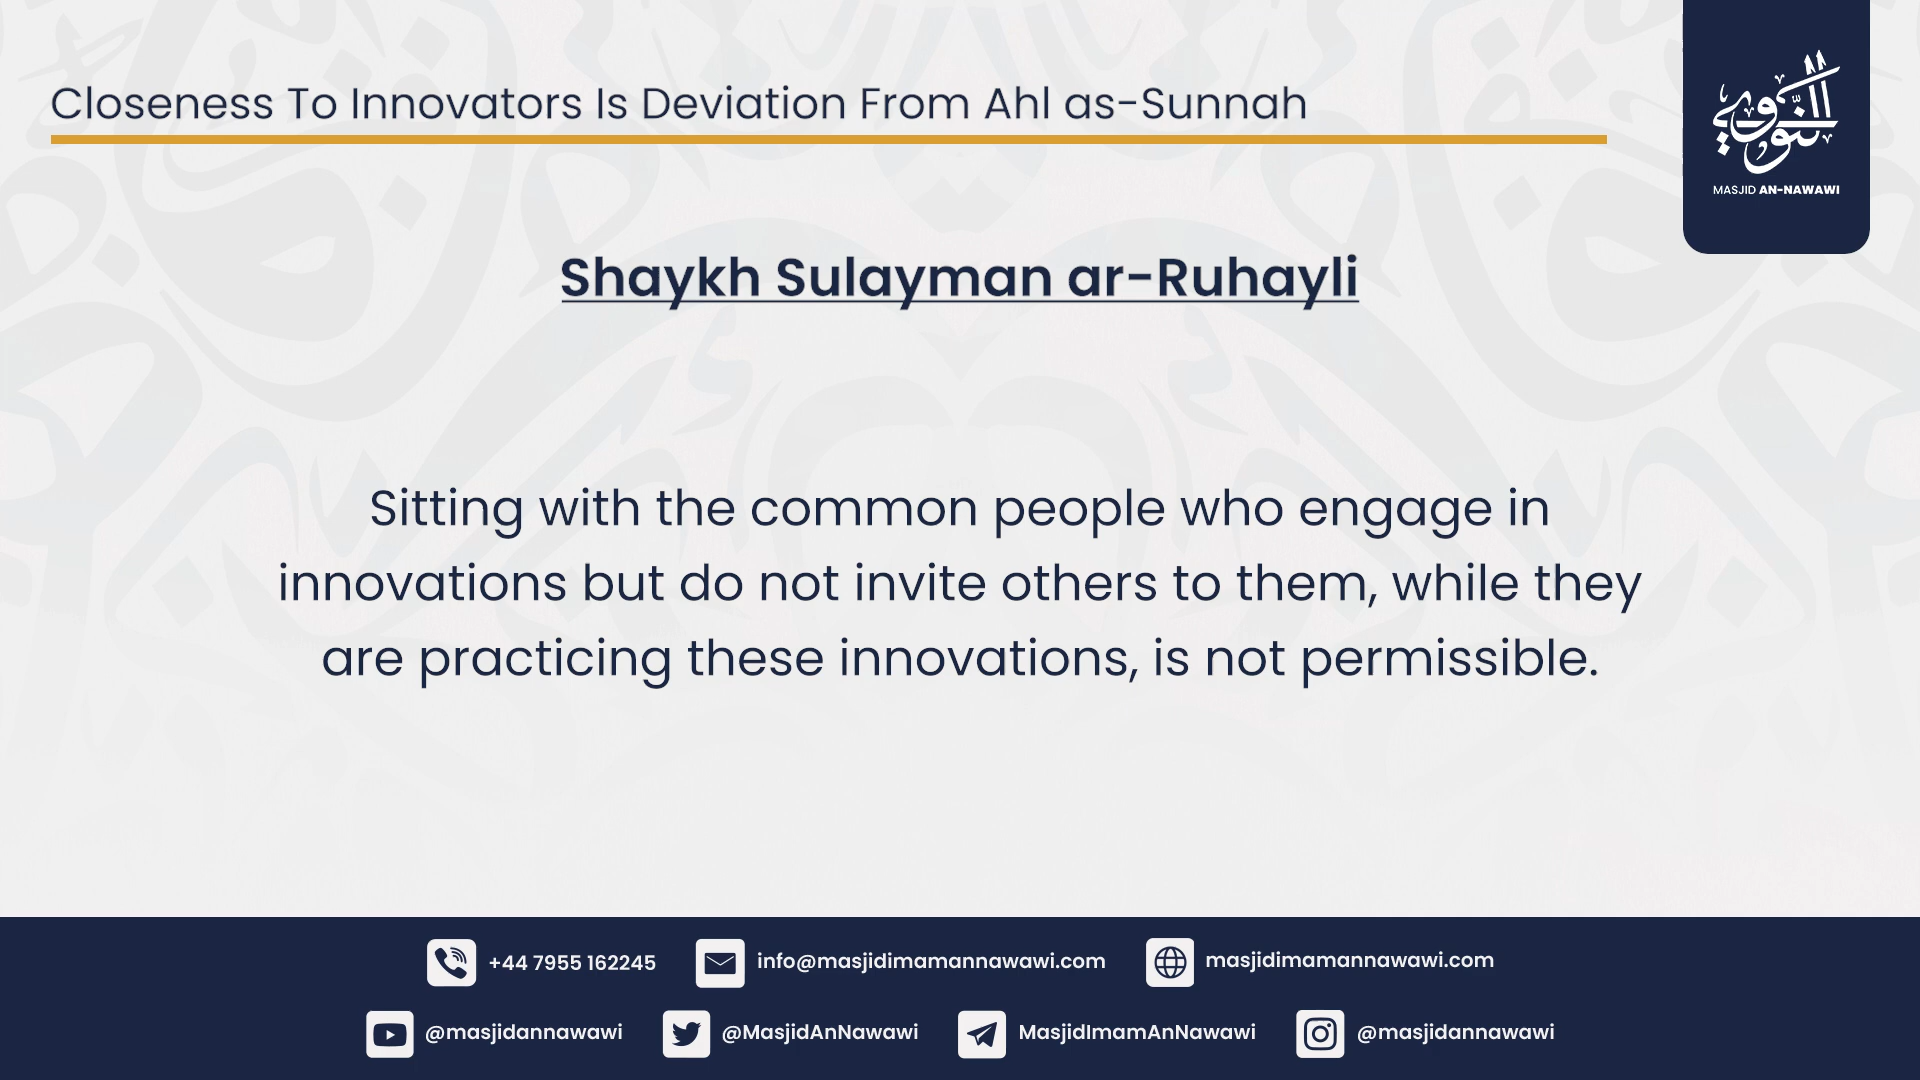 Closeness To Innovators Is Deviation From Ahl as-Sunnah
النووي
MASJID AN-NAWAWI
Shaykh Sulayman ar-Ruhayli
Sitting with the common people who engage in
innovations but do not invite others to them, while they
are practicing these innovations, is not permissible.
+44 7955 162245
info@masjidimamannawawi.com
masjidimamannawawi.com
@masjidannawawi
@MasjidAnNawawi
MasjidImamAnNawawi
@masjidannawawi